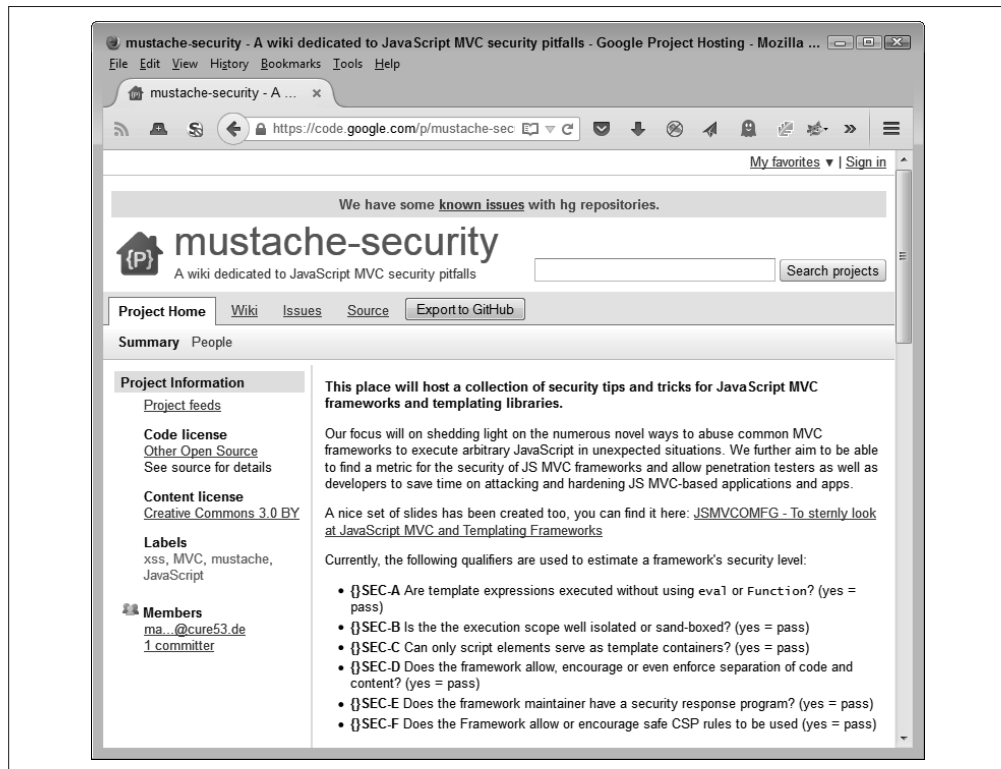 mustache-security - A wiki dedicated to JavaScript MVC security pitfalls - Google Project Hosting - Mozilla ...
File Edit View History Bookmarks Tools Help
mustache-security - A ... ×
https://code.google.com/p/mustache-sec
My favorites ▼ | Sign in
We have some known issues with hg repositories.
{P}
mustache-security
A wiki dedicated to JavaScript MVC security pitfalls
Search projects
Project Home Wiki Issues Source Export to GitHub
Summary People
Project Information
Project feeds
Code license
Other Open Source
See source for details
Content license
Creative Commons 3.0 BY
Labels
xss, MVC, mustache,
JavaScript
Members
ma...@cure53.de
1 committer
This place will host a collection of security tips and tricks for JavaScript MVC
frameworks and templating libraries.
Our focus will on shedding light on the numerous novel ways to abuse common MVC
frameworks to execute arbitrary JavaScript in unexpected situations. We further aim to be able
to find a metric for the security of JS MVC frameworks and allow penetration testers as well as
developers to save time on attacking and hardening JS MVC-based applications and apps.
A nice set of slides has been created too, you can find it here: JSMVCOMFG - To sternly look
at JavaScript MVC and Templating Frameworks
Currently, the following qualifiers are used to estimate a framework's security level:
• {}SEC-A Are template expressions executed without using eval or Function? (yes =
pass)
• {}SEC-B Is the the execution scope well isolated or sand-boxed? (yes = pass)
• {}SEC-C Can only script elements serve as template containers? (yes = pass)
• {}SEC-D Does the framework allow, encourage or even enforce separation of code and
content? (yes = pass)
• {}SEC-E Does the framework maintainer have a security response program? (yes = pass)
• {}SEC-F Does the Framework allow or encourage safe CSP rules to be used (yes = pass)